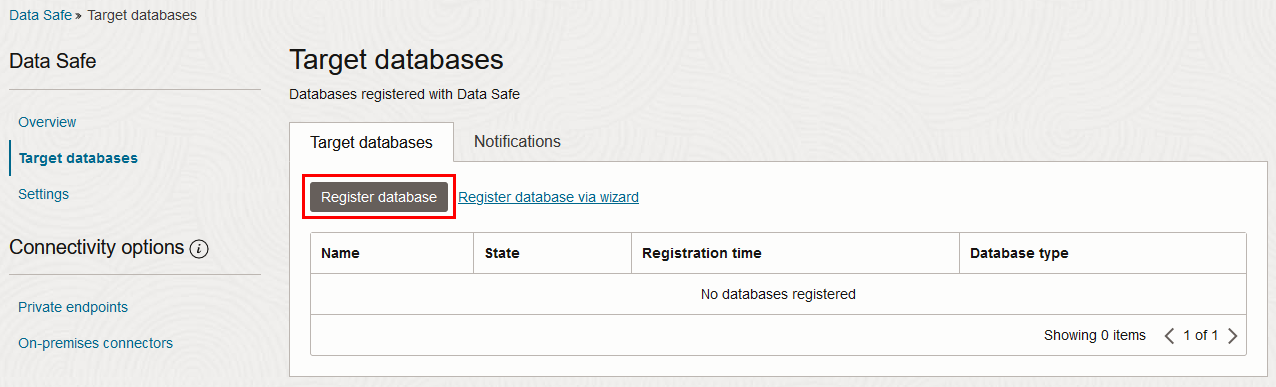 Data Safe » Target databases
Data Safe
Overview
Target databases
Settings
Connectivity options
Private endpoints
On-premises connectors
Target databases
Databases registered with Data Safe
Target databases Notifications
Register database Register database via wizard
Name State Registration time Database type
No databases registered
Showing 0 items < 1 of 1 >